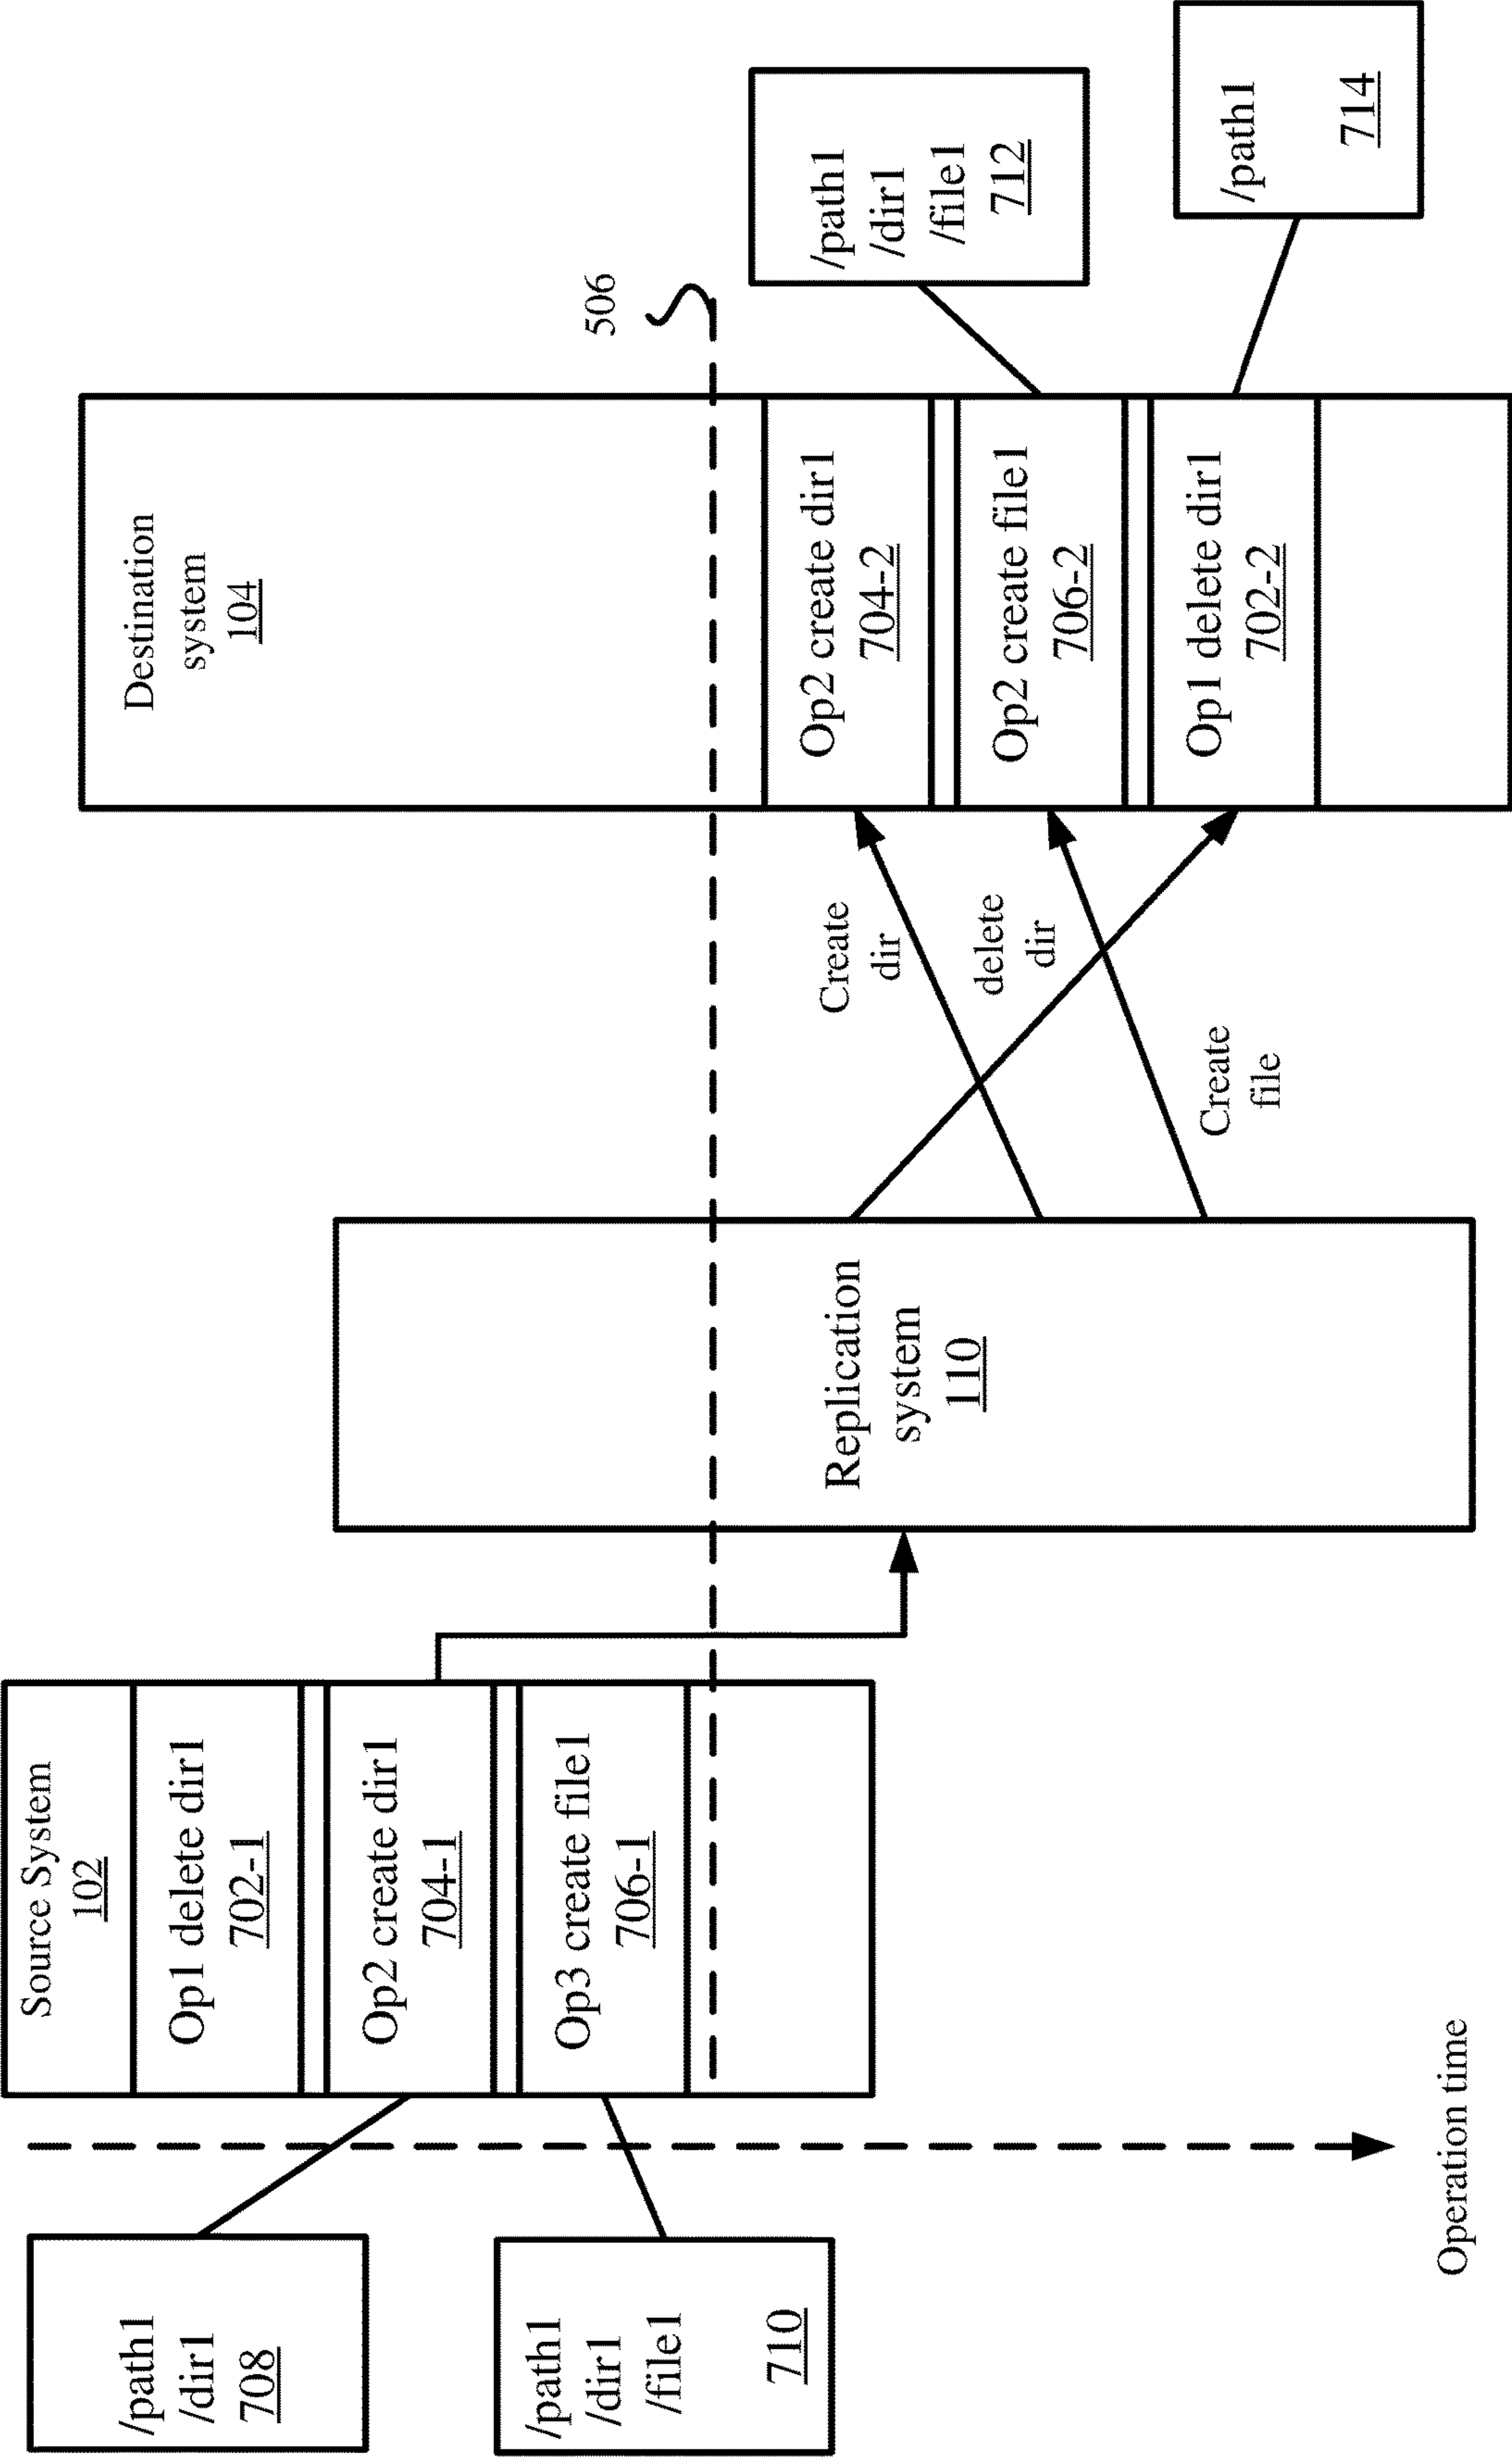 /path1
/dir1
708
/path1
/dir1
/file1
710
Operation time
Source System
102
Op1 delete dir1
702-1
Op2 create dir1
704-1
Op3 create file1
706-1
Replication
system
110
Create
dir
delete
dir
Create
file
Destination
system
104
506
Op2 create dir1
704-2
Op2 create file1
706-2
Op1 delete dir1
702-2
/path1
/dir1
/file1
712
/path1
714